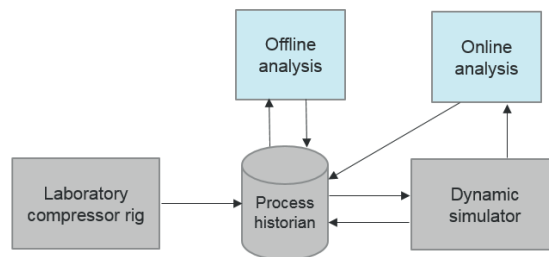 Offline
analysis
Online
analysis
Laboratory
compressor rig
Process
historian
Dynamic
simulator